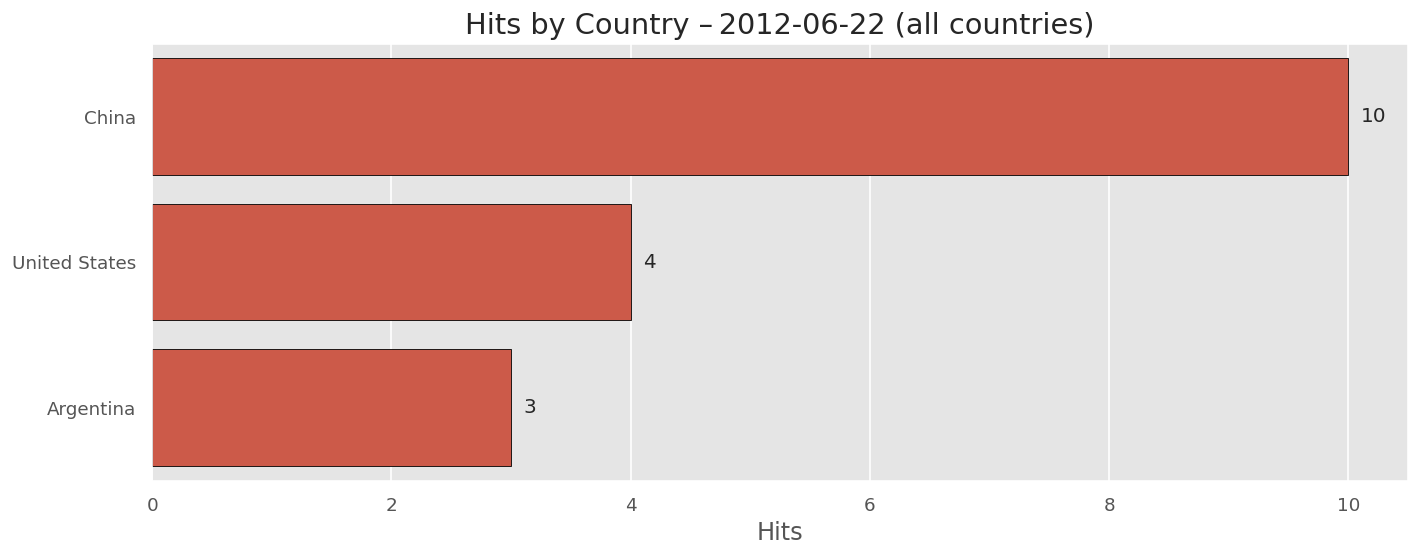 Hits by Country – 2012-06-22 (all countries)
China
10
United States
4
Argentina
3
0 2 4 6 8 10
Hits